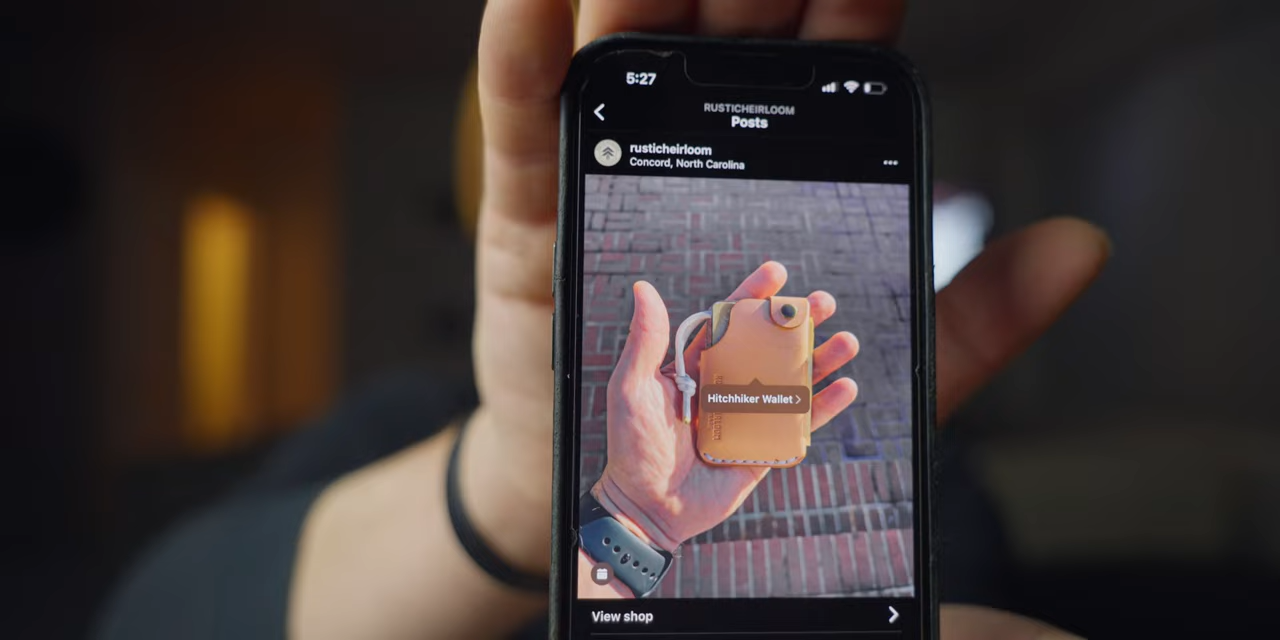 5:27
RUSTICHEIRLOOM
Posts
rusticheirloom
Concord, North Carolina
Hitchhiker Wallet
View shop